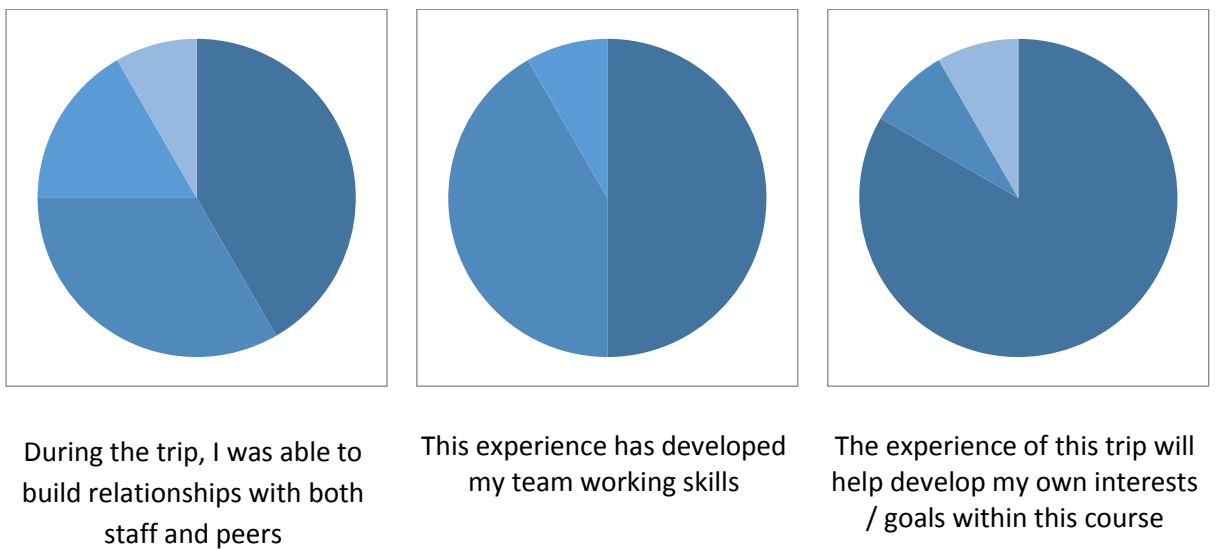 During the trip, I was able to
build relationships with both
staff and peers
This experience has developed
my team working skills
The experience of this trip will
help develop my own interests
/ goals within this course